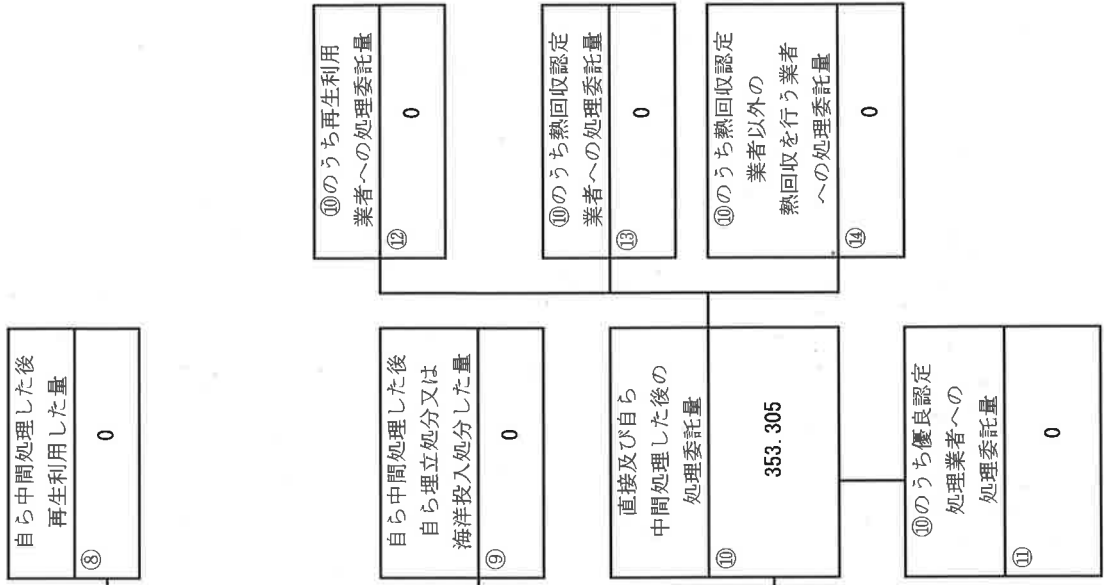 自ら中間処理した後
再生利用した量
⑧
0
自ら中間処理した後
自ら埋立処分又は
海洋投入処分した量
⑨
0
直接及び自ら
中間処理した後の
処理委託量
⑩
353.305
⑩のうち優良認定
処理業者への
処理委託量
⑪
0
⑩のうち再生利用
業者への処理委託量
⑫
0
⑩のうち熱回収認定
業者への処理委託量
⑬
0
⑩のうち熱回収認定
業者以外の
熱回収を行う業者
への処理委託量
⑭
0